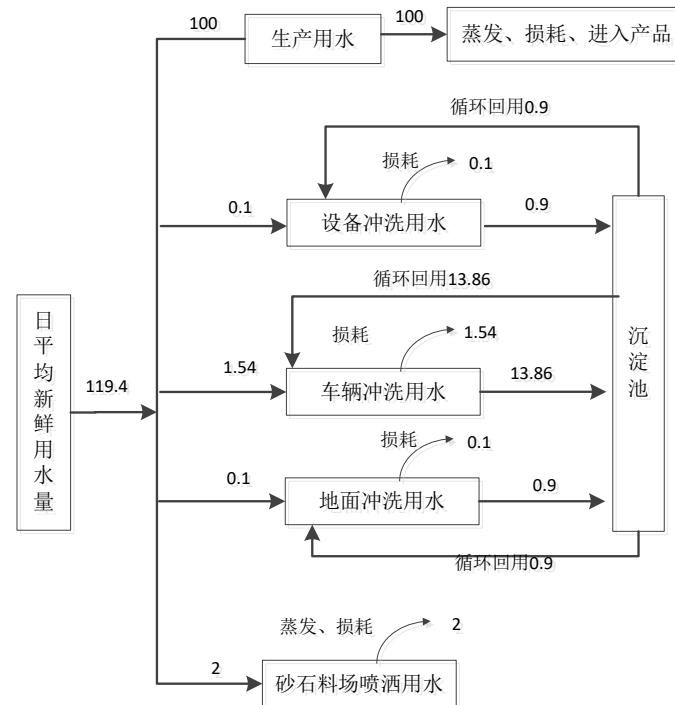 100
生产用水
100
蒸发、损耗、进入产品
循环回用0.9
损耗
0.1
0.1
设备冲洗用水
0.9
循环回用13.86
损耗
1.54
1.54
车辆冲洗用水
13.86
日平均新鲜用水量
119.4
沉淀池
损耗
0.1
0.1
地面冲洗用水
0.9
循环回用0.9
蒸发、损耗
2
2
砂石料场喷洒用水